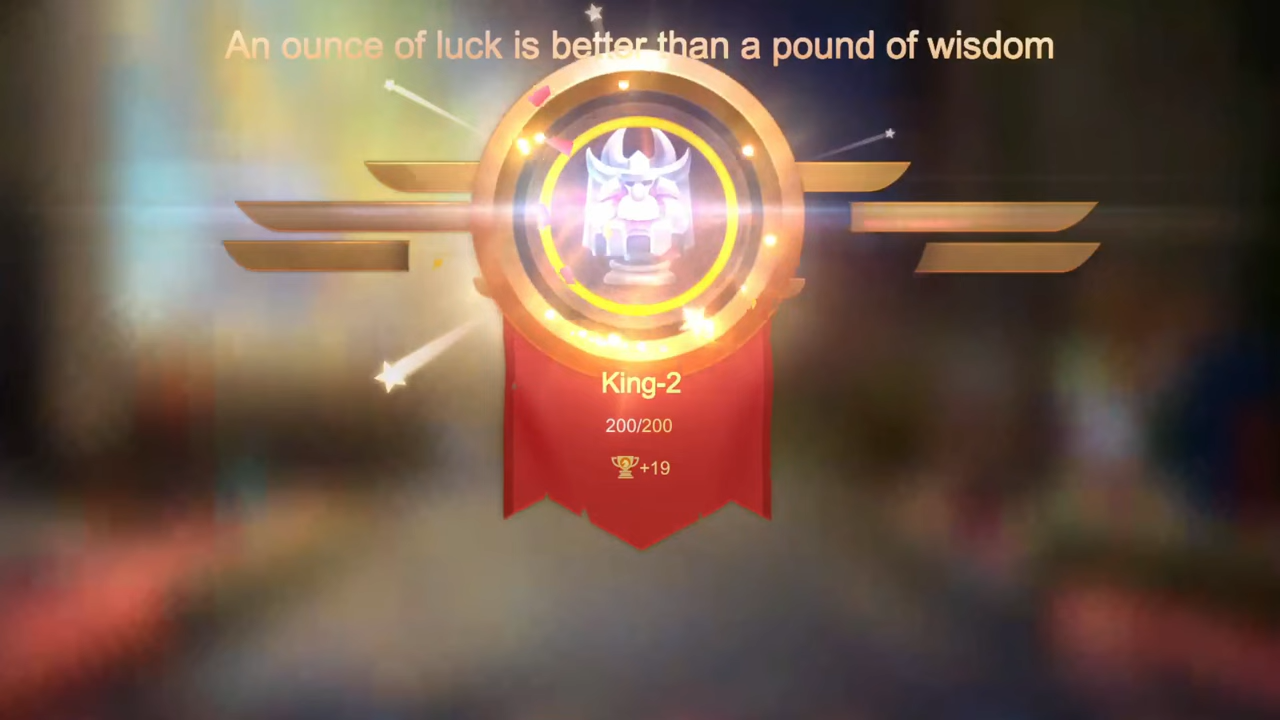 An ounce of luck is better than a pound of wisdom
King-2
200/200
+19